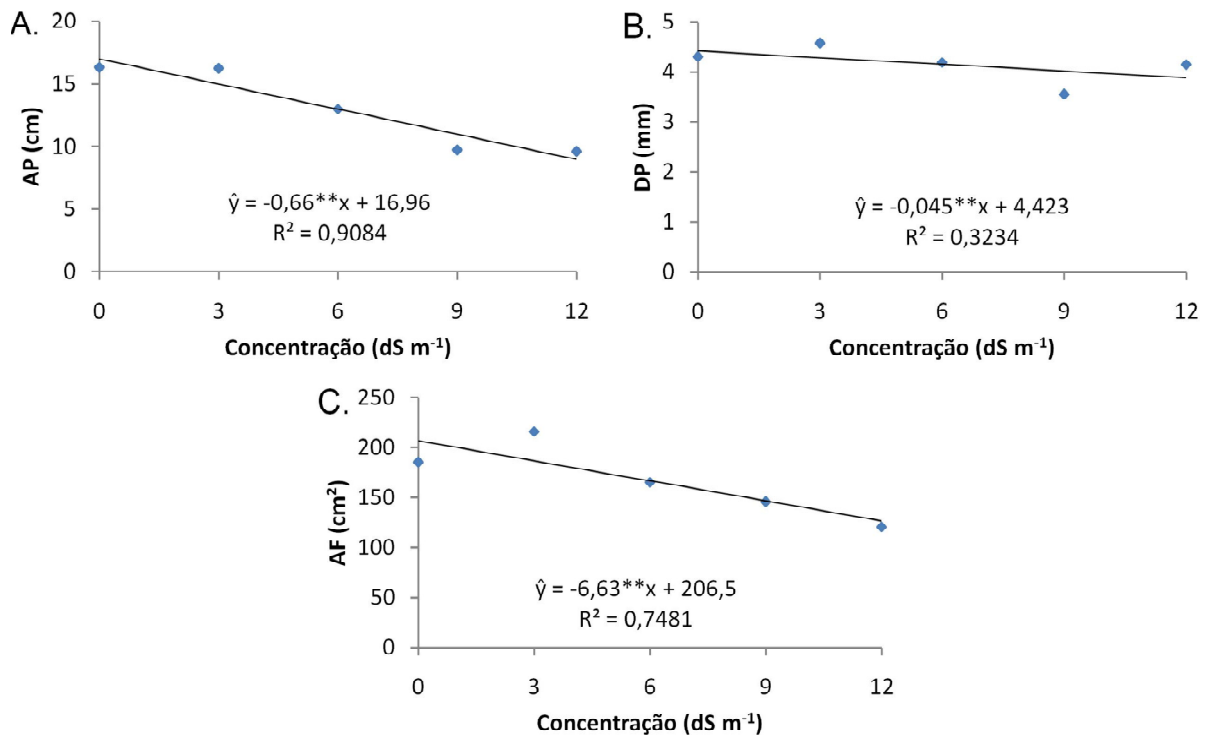 A.
20
15
10
5
0
AP (cm)
ŷ = -0,66**x + 16,96
R² = 0,9084
0 3 6 9 12
Concentração (dS m⁻¹)
B.
5
4
3
2
1
0
DP (mm)
ŷ = -0,045**x + 4,423
R² = 0,3234
0 3 6 9 12
Concentração (dS m⁻¹)
C.
250
200
150
100
50
0
AF (cm²)
ŷ = -6,63**x + 206,5
R² = 0,7481
0 3 6 9 12
Concentração (dS m⁻¹)